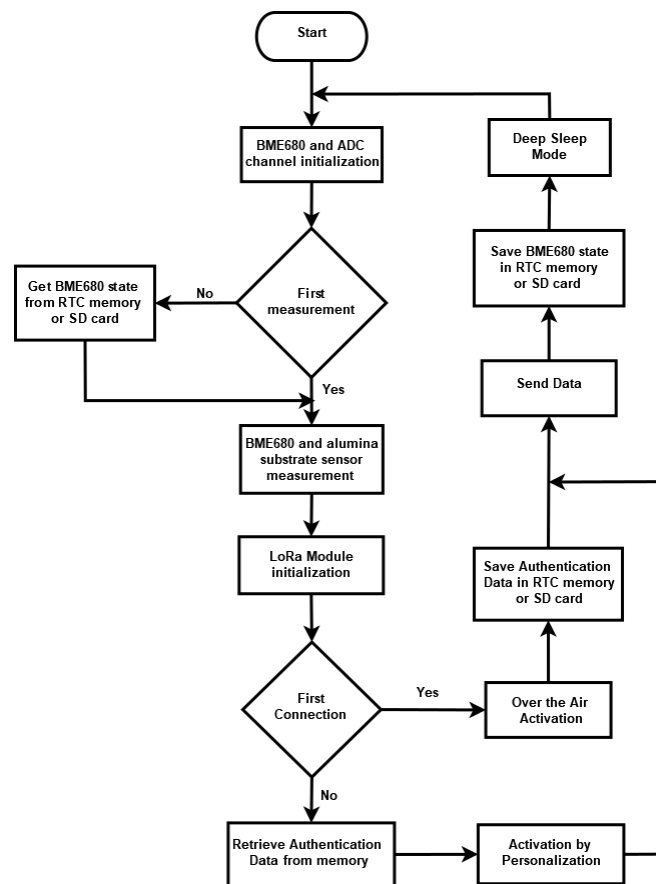 Start
BME680 and ADC
channel initialization
Deep Sleep
Mode
Save BME680 state
in RTC memory
or SD card
Get BME680 state
from RTC memory
or SD card
No
First
measurement
Yes
Send Data
BME680 and alumina
substrate sensor
measurement
LoRa Module
initialization
Save Authentication
Data in RTC memory
or SD card
First
Connection
Yes
Over the Air
Activation
No
Retrieve Authentication
Data from memory
Activation by
Personalization